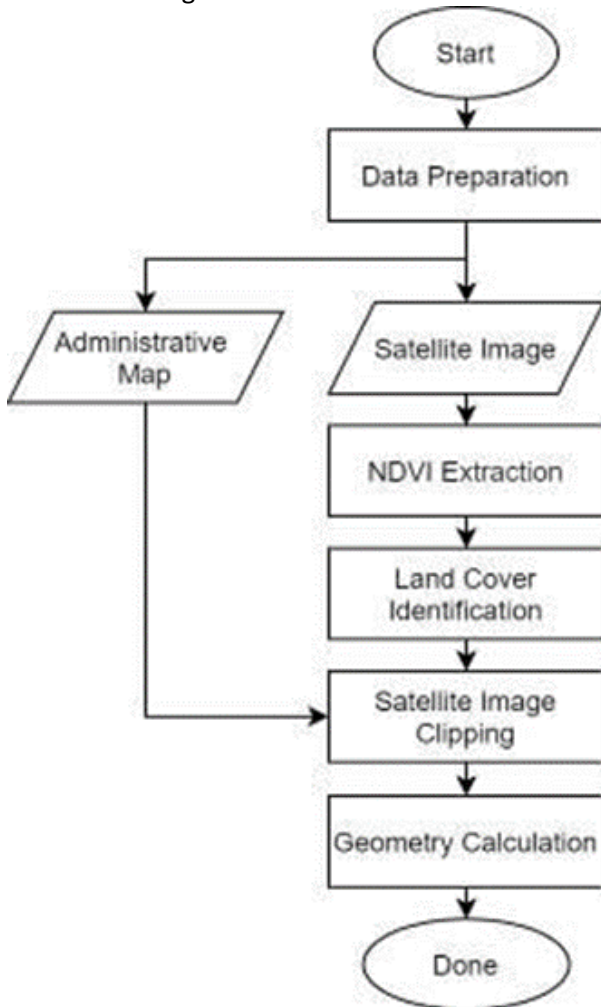 Start
Data Preparation
Administrative
Map
Satellite Image
NDVI Extraction
Land Cover
Identification
Satellite Image
Clipping
Geometry Calculation
Done